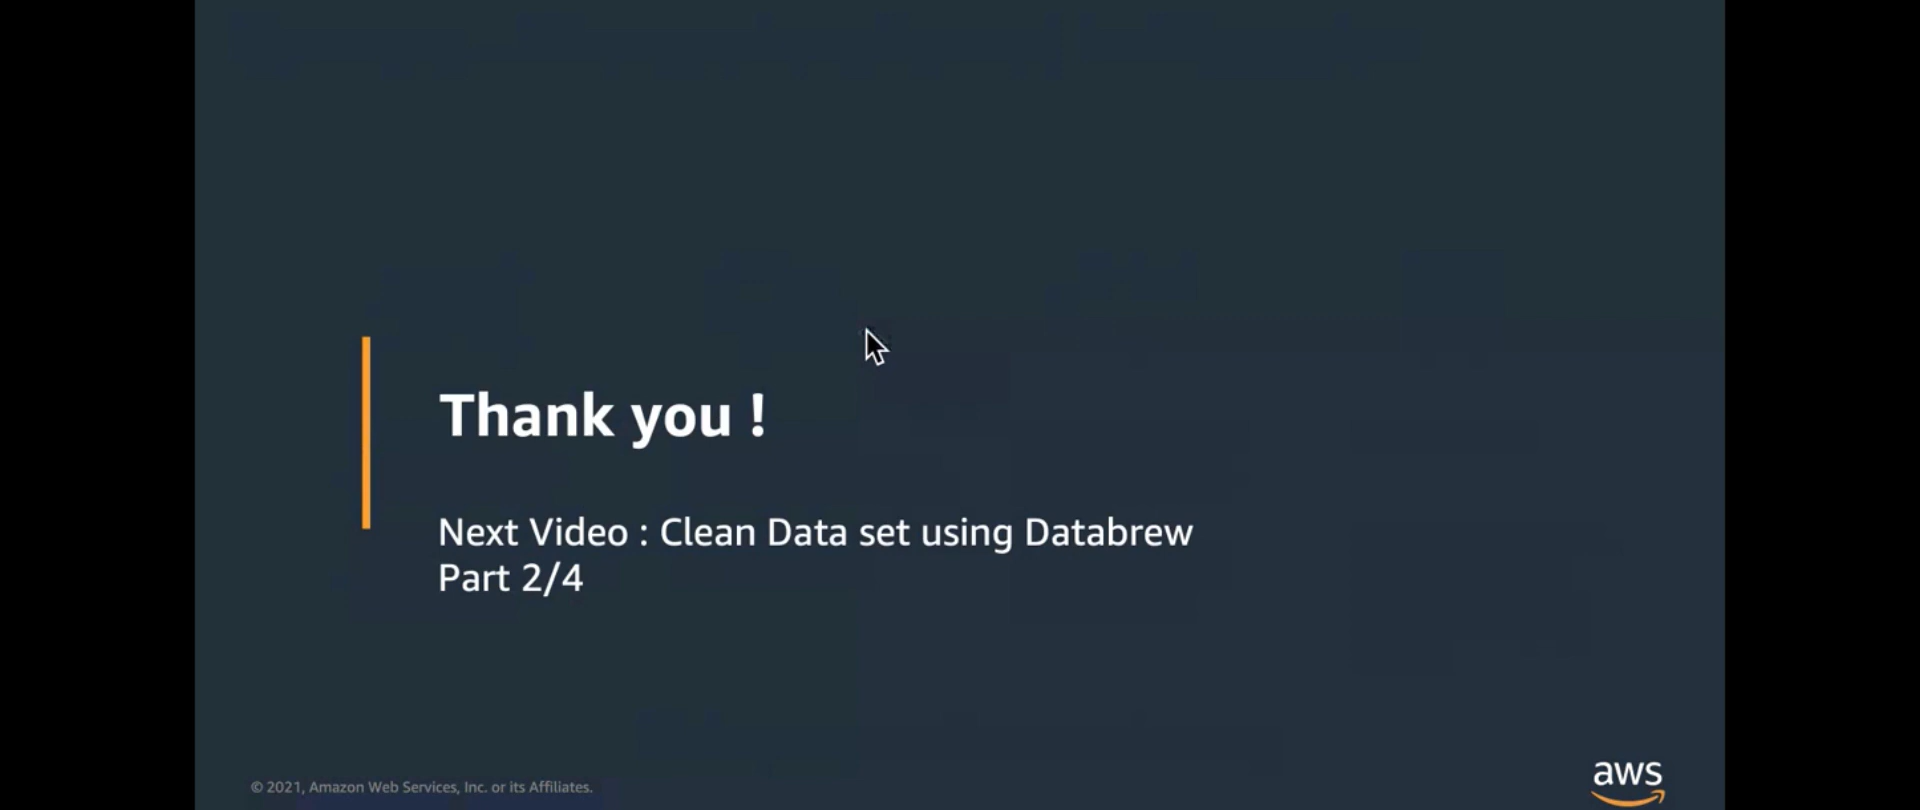 Thank you !
Next Video : Clean Data set using Databrew
Part 2/4
© 2021, Amazon Web Services, Inc. or its Affiliates.
aws